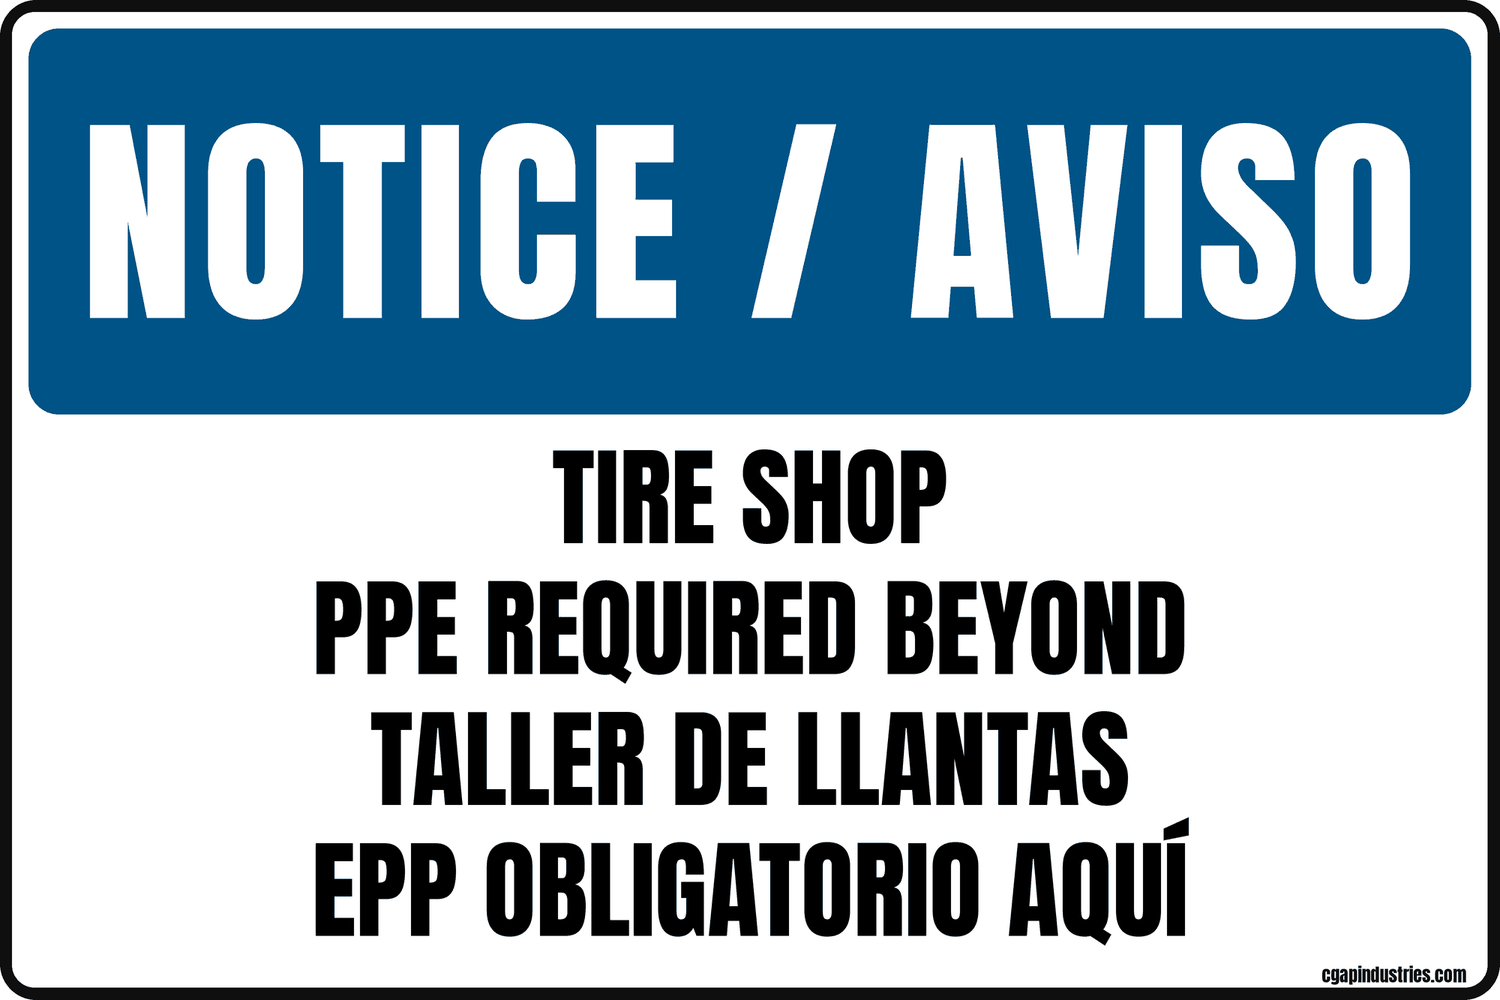 NOTICE / AVISO
TIRE SHOP
PPE REQUIRED BEYOND
TALLER DE LLANTAS
EPP OBLIGATORIO AQUÍ
cgapindustries.com